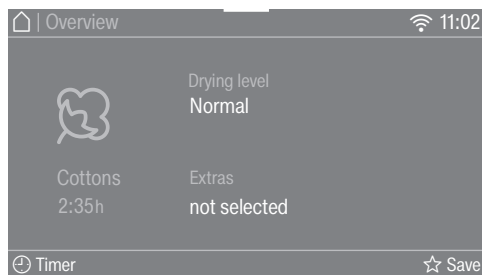 | Overview
11:02
Drying level
Normal
Cottons
2:35h
Extras
not selected
Timer
Save